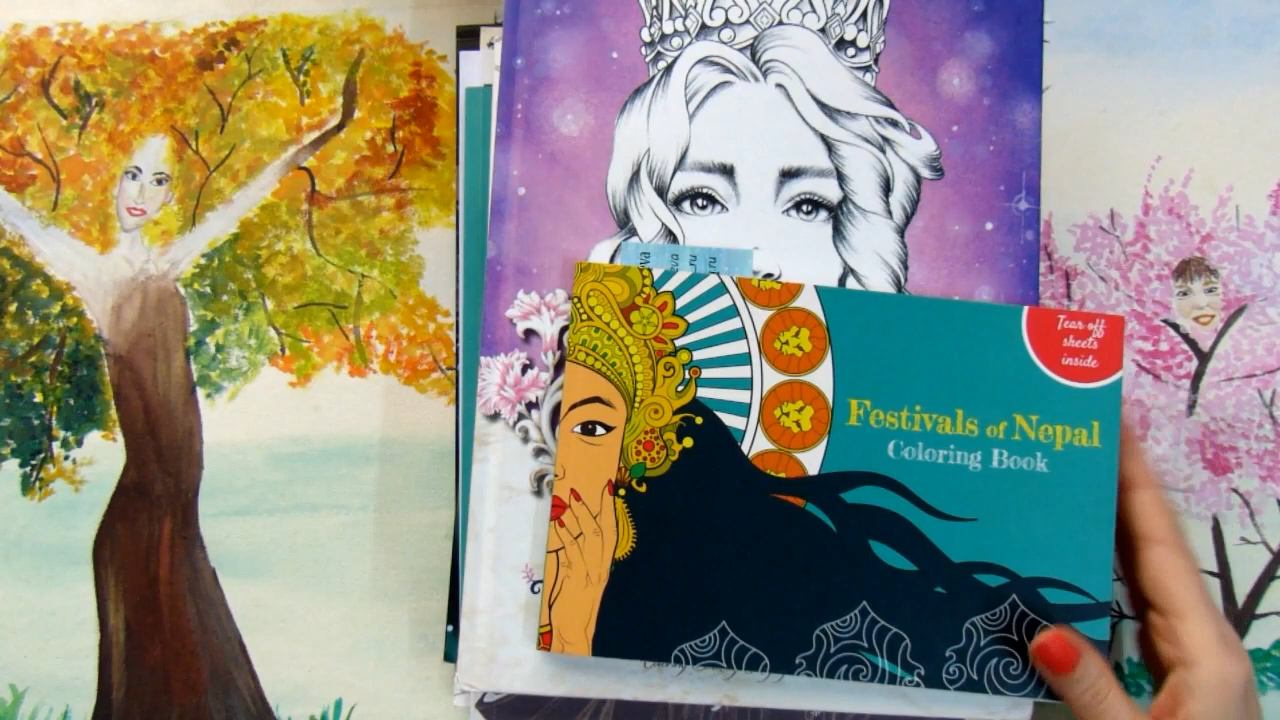 Tear off
sheets
inside
Festivals of Nepal
Coloring Book